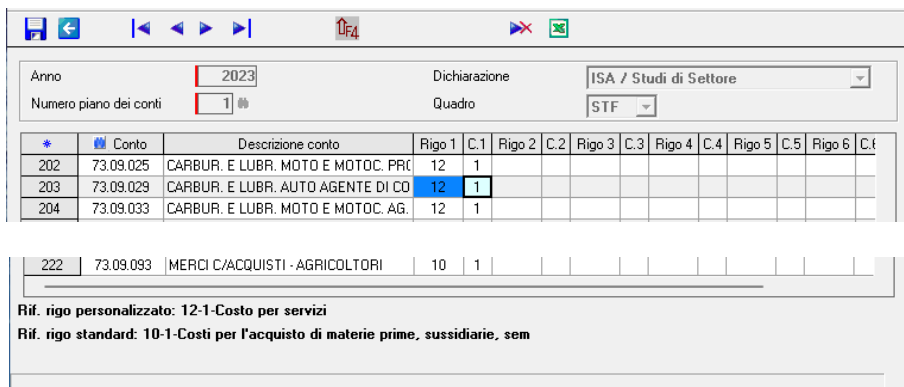 F4
Anno 2023 Dichiarazione ISA / Studi di Settore
Numero piano dei conti 1 Quadro STF
* Conto Descrizione conto Rigo 1 C.1 Rigo 2 C.2 Rigo 3 C.3 Rigo 4 C.4 Rigo 5 C.5 Rigo 6 C.6
202 73.09.025 CARBUR. E LUBR. MOTO E MOTOC. PRO 12 1
203 73.09.029 CARBUR. E LUBR. AUTO AGENTE DI CO 12 1
204 73.09.033 CARBUR. E LUBR. MOTO E MOTOC. AG. 12 1
222 73.09.093 MERCI C/ACQUISTI - AGRICOLTORI 10 1
Rif. rigo personalizzato: 12-1-Costo per servizi
Rif. rigo standard: 10-1-Costi per l'acquisto di materie prime, sussidiarie, sem